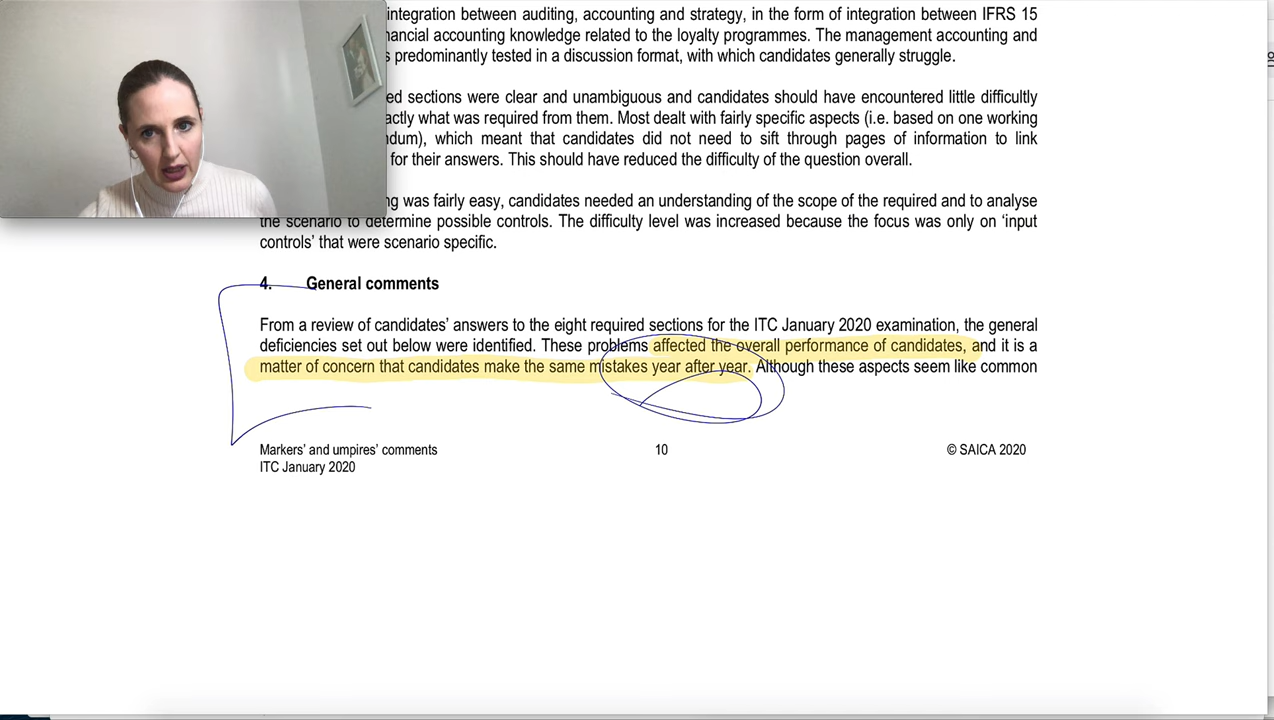 integration between auditing, accounting and strategy, in the form of integration between IFRS 15
financial accounting knowledge related to the loyalty programmes. The management accounting and
predominantly tested in a discussion format, with which candidates generally struggle.
sections were clear and unambiguous and candidates should have encountered little difficultly
what was required from them. Most dealt with fairly specific aspects (i.e. based on one working
which meant that candidates did not need to sift through pages of information to link
for their answers. This should have reduced the difficulty of the question overall.
was fairly easy, candidates needed an understanding of the scope of the required and to analyse
the scenario to determine possible controls. The difficulty level was increased because the focus was only on ‘input
controls’ that were scenario specific.
4. General comments
From a review of candidates’ answers to the eight required sections for the ITC January 2020 examination, the general
deficiencies set out below were identified. These problems affected the overall performance of candidates, and it is a
matter of concern that candidates make the same mistakes year after year. Although these aspects seem like common
Markers’ and umpires’ comments 10 © SAICA 2020
ITC January 2020